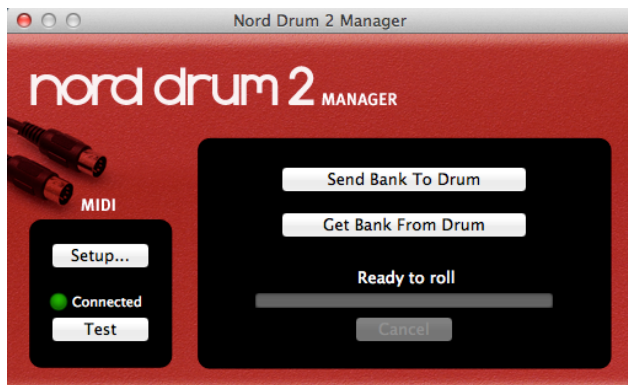 Nord Drum 2 Manager
nord drum 2 MANAGER
MIDI
Setup...
Connected
Test
Send Bank To Drum
Get Bank From Drum
Ready to roll
Cancel